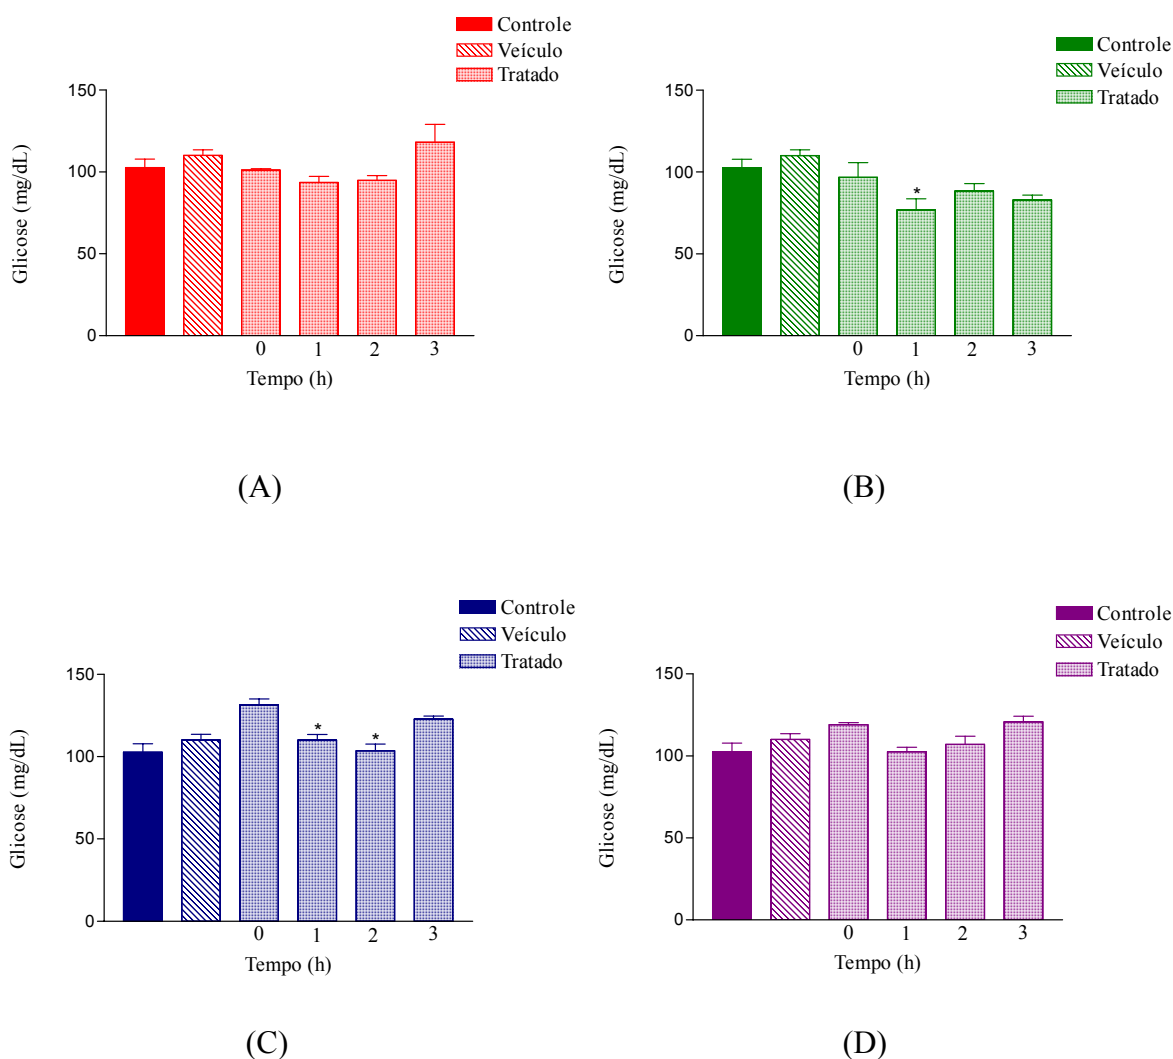 Controle
Veículo
Tratado
Glicose (mg/dL)
150
100
50
0
0 1 2 3
Tempo (h)
(A)
Controle
Veículo
Tratado
Glicose (mg/dL)
150
100
50
0
*
0 1 2 3
Tempo (h)
(B)
Controle
Veículo
Tratado
Glicose (mg/dL)
150
100
50
0
* *
0 1 2 3
Tempo (h)
(C)
Controle
Veículo
Tratado
Glicose (mg/dL)
150
100
50
0
0 1 2 3
Tempo (h)
(D)